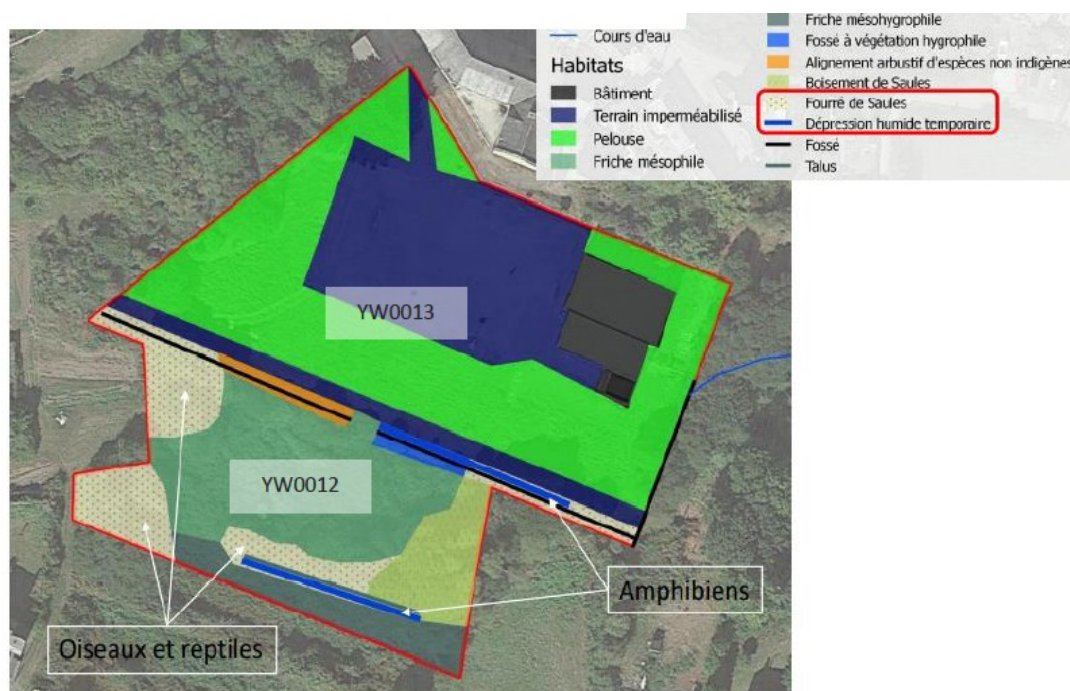 Cours d'eau
Habitats
Bâtiment
Terrain imperméabilisé
Pelouse
Friche mésophile
Friche mésohygrophile
Fossé à végétation hygrophile
Alignement arbustif d'espèces non indigènes
Boisement de Saules
Fourré de Saules
Dépression humide temporaire
Fossé
Talus
YW0013
YW0012
Amphibiens
Oiseaux et reptiles